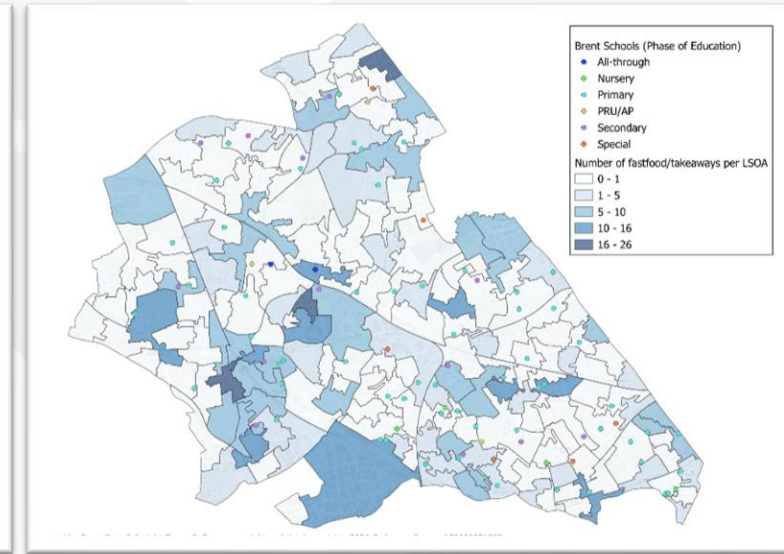 Brent Schools (Phase of Education)
All-through
Nursery
Primary
PRU/AP
Secondary
Special
Number of fastfood/takeaways per LSOA
0 - 1
1 - 5
5 - 10
10 - 16
16 - 26